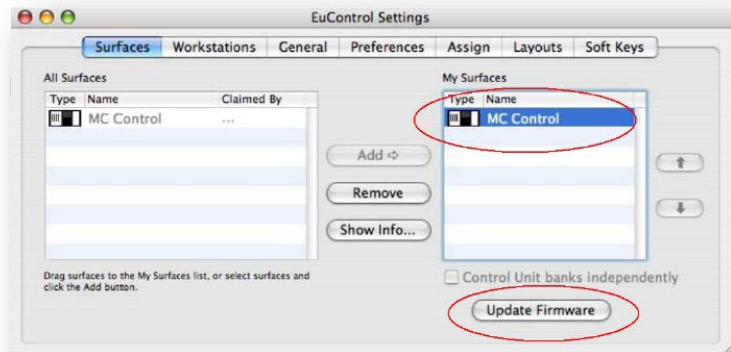 EuControl Settings
Surfaces Workstations General Preferences Assign Layouts Soft Keys
All Surfaces
Type Name Claimed By
MC Control ...
Add
Remove
Show Info...
Drag surfaces to the My Surfaces list, or select surfaces and
click the Add button.
My Surfaces
Type Name
MC Control
Control Unit banks independently
Update Firmware